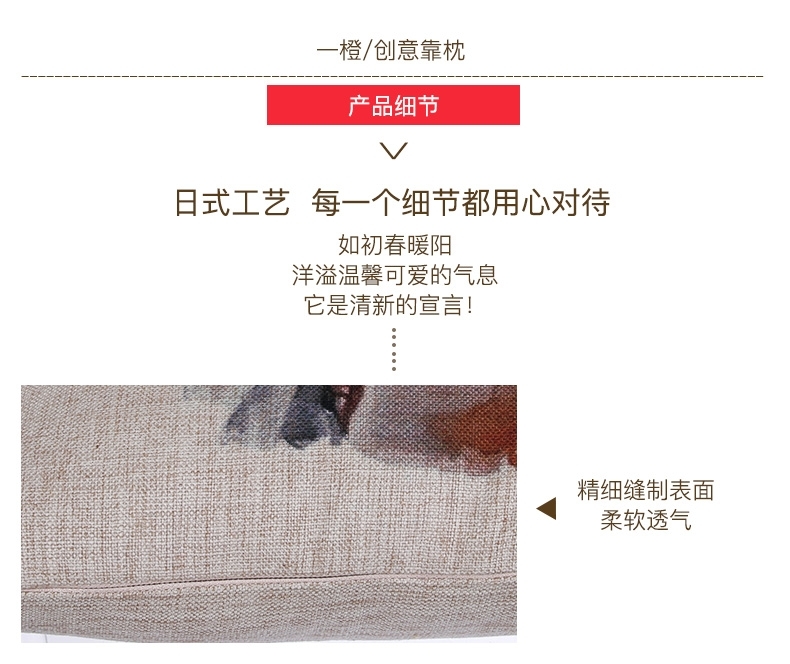 一橙/创意靠枕
产品细节
日式工艺 每一个细节都用心对待
如初春暖阳
洋溢温馨可爱的气息
它是清新的宣言！
精细缝制表面
柔软透气